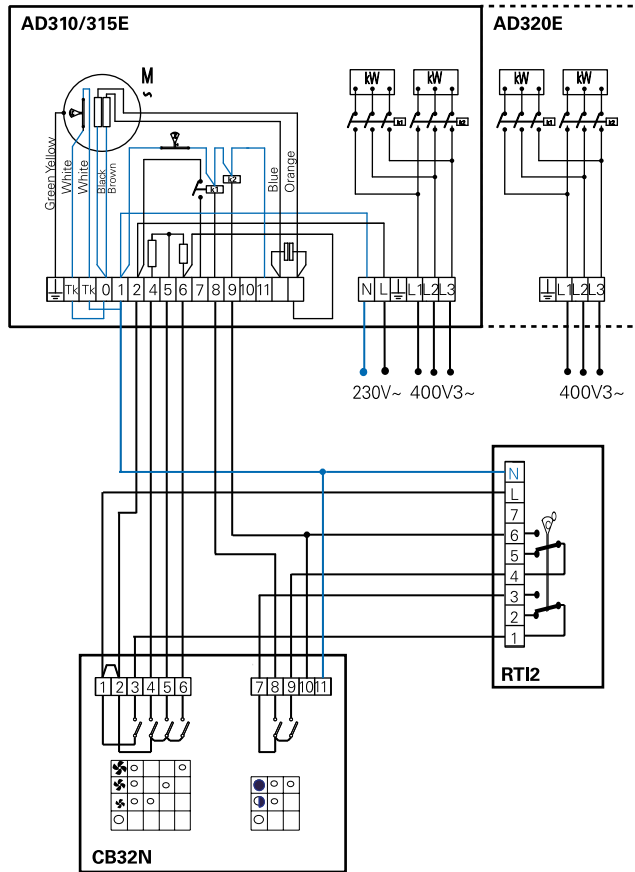 AD310/315E
AD320E
M
~
kW kW kW kW
k1 k2
Green Yellow
White
White
Black
Brown
k1 k2
Blue
Orange
Tk Tk 0 1 2 4 5 6 7 8 9 10 11
N L L1 L2 L3
L1 L2 L3
230V~ 400V3~
400V3~
N
L
7
6
5
4
3
2
1
RTI2
1 2 3 4 5 6
7 8 9 10 11
CB32N